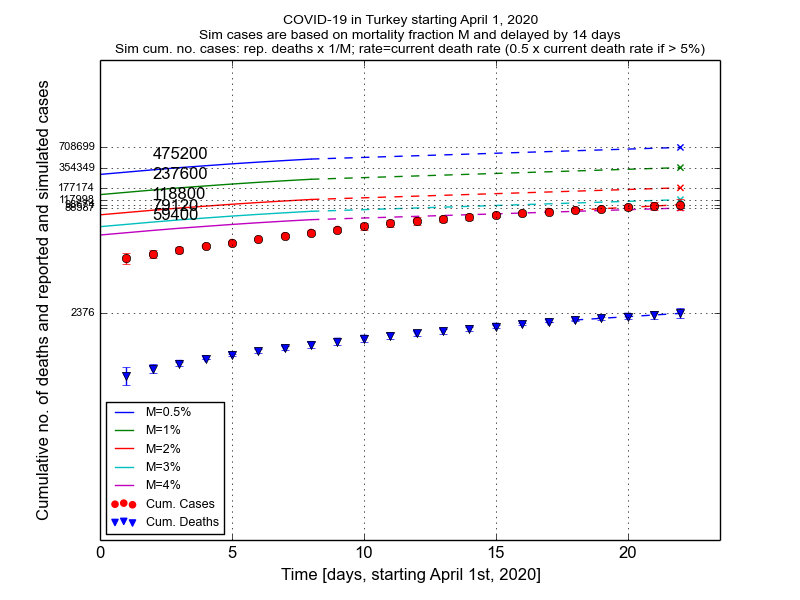 COVID-19 in Turkey starting April 1, 2020
Sim cases are based on mortality fraction M and delayed by 14 days
Sim cum. no. cases: rep. deaths x 1/M; rate=current death rate (0.5 x current death rate if > 5%)
Cumulative no. of deaths and reported and simulated cases
708699
354349
177174
2376
475200
237600
118800
79120
59400
M=0.5%
M=1%
M=2%
M=3%
M=4%
Cum. Cases
Cum. Deaths
0 5 10 15 20
Time [days, starting April 1st, 2020]